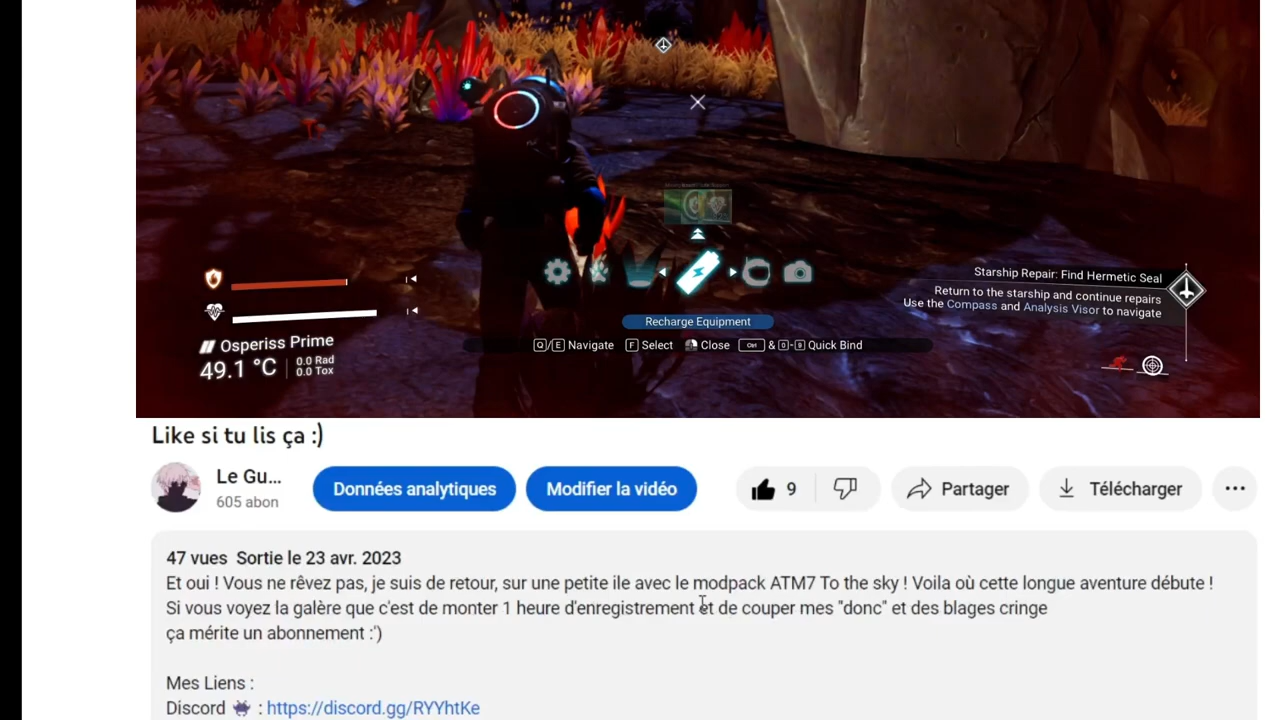 Starship Repair: Find Hermetic Seal
Return to the starship and continue repairs
Use the Compass and Analysis Visor to navigate
Osperiss Prime
49.1 °C
0.0 Rad
0.0 Tox
Recharge Equipment
Q/E Navigate F Select Close Ctrl & 0-9 Quick Bind
Like si tu lis ça :)
Le Gu...
605 abon
Données analytiques
Modifier la vidéo
9
Partager
Télécharger
47 vues Sortie le 23 avr. 2023
Et oui ! Vous ne rêvez pas, je suis de retour, sur une petite ile avec le modpack ATM7 To the sky ! Voila où cette longue aventure débute !
Si vous voyez la galère que c'est de monter 1 heure d'enregistrement et de couper mes "donc" et des blages cringe
ça mérite un abonnement :')
Mes Liens :
Discord 👾 : https://discord.gg/RYYhtKe